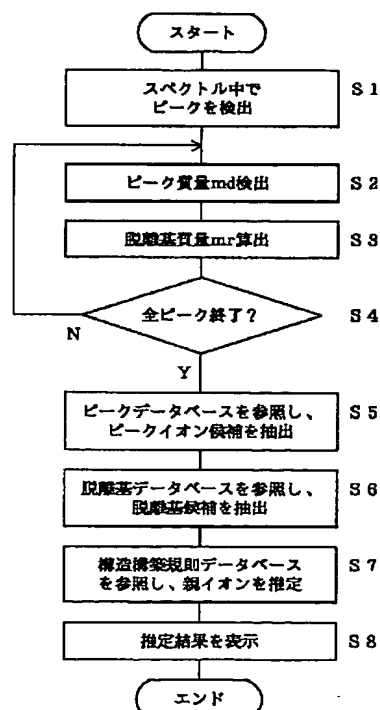 スタート
スペクトル中で
ピークを検出
S1
ピーク質量md検出
S2
脱離基質量mr算出
S3
全ピーク終了?
S4
N
Y
ピークデータベースを参照し、
ピークイオン候補を抽出
S5
脱離基データベースを参照し、
脱離基候補を抽出
S6
構造構築規則データベース
を参照し、親イオンを推定
S7
推定結果を表示
S8
エンド